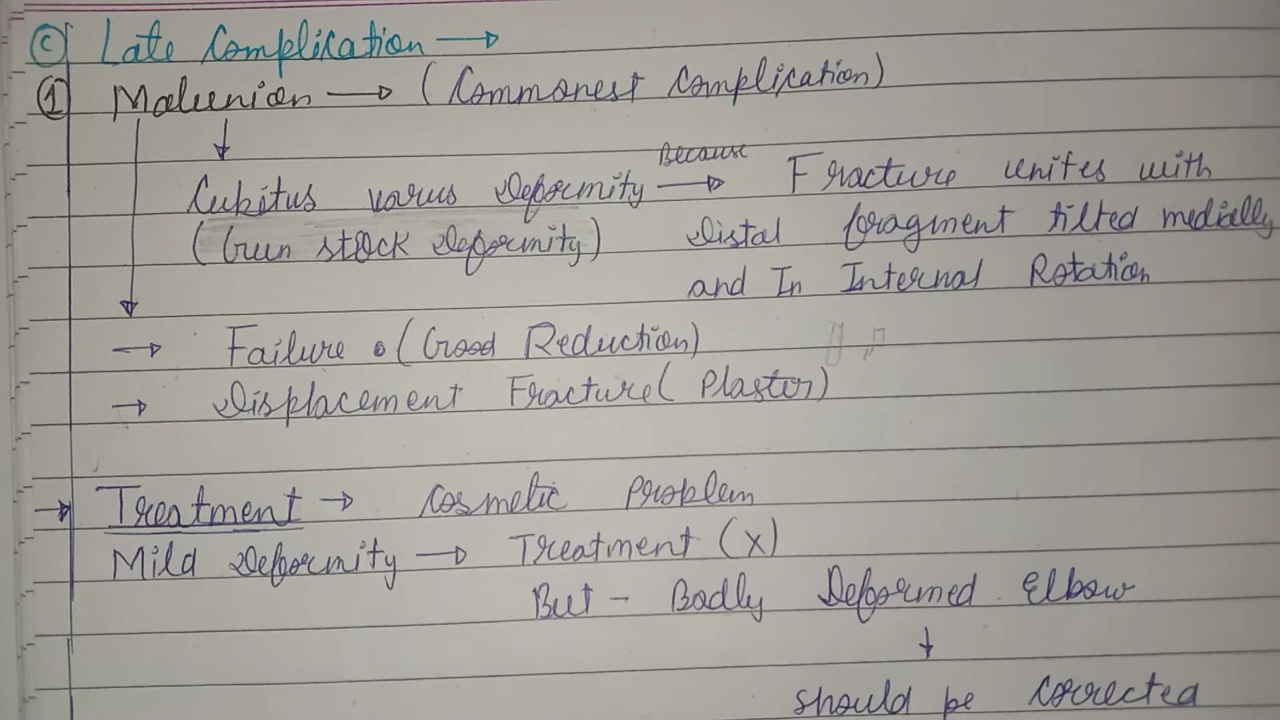 (C) Late Complication →
(1) Malunion → (Commonest Complication)
Because
Cubitus varus Deformity → Fracture unites with
(Gun stock deformity) Distal fragment tilted medially
and In Internal Rotation
→ Failure (Good Reduction)
→ Displacement Fracture (Plaster)
→ Treatment → Cosmetic Problem
Mild Deformity → Treatment (X)
But - Badly Deformed Elbow
↓
should be corrected